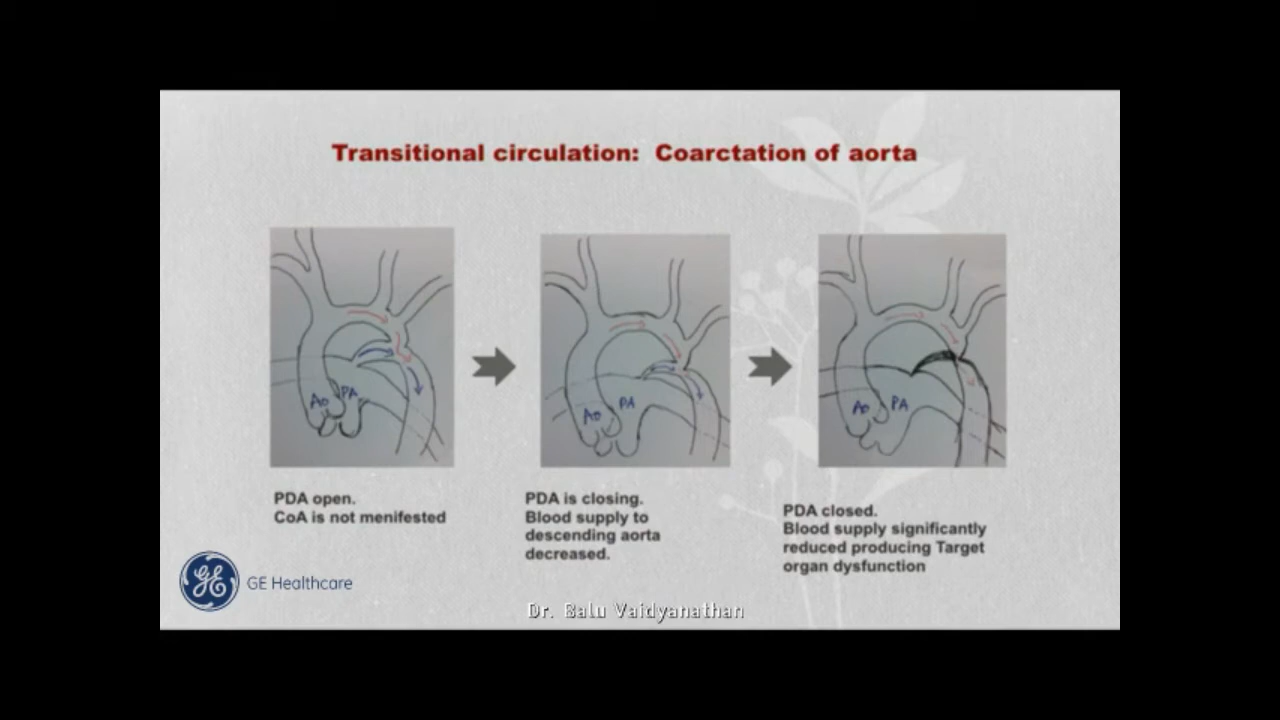 Transitional circulation: Coarctation of aorta
Ao PA
Ao PA
Ao PA
PDA open.
CoA is not menifested
PDA is closing.
Blood supply to
descending aorta
decreased.
PDA closed.
Blood supply significantly
reduced producing Target
organ dysfunction
GE Healthcare
Dr. Balu Vaidyanathan